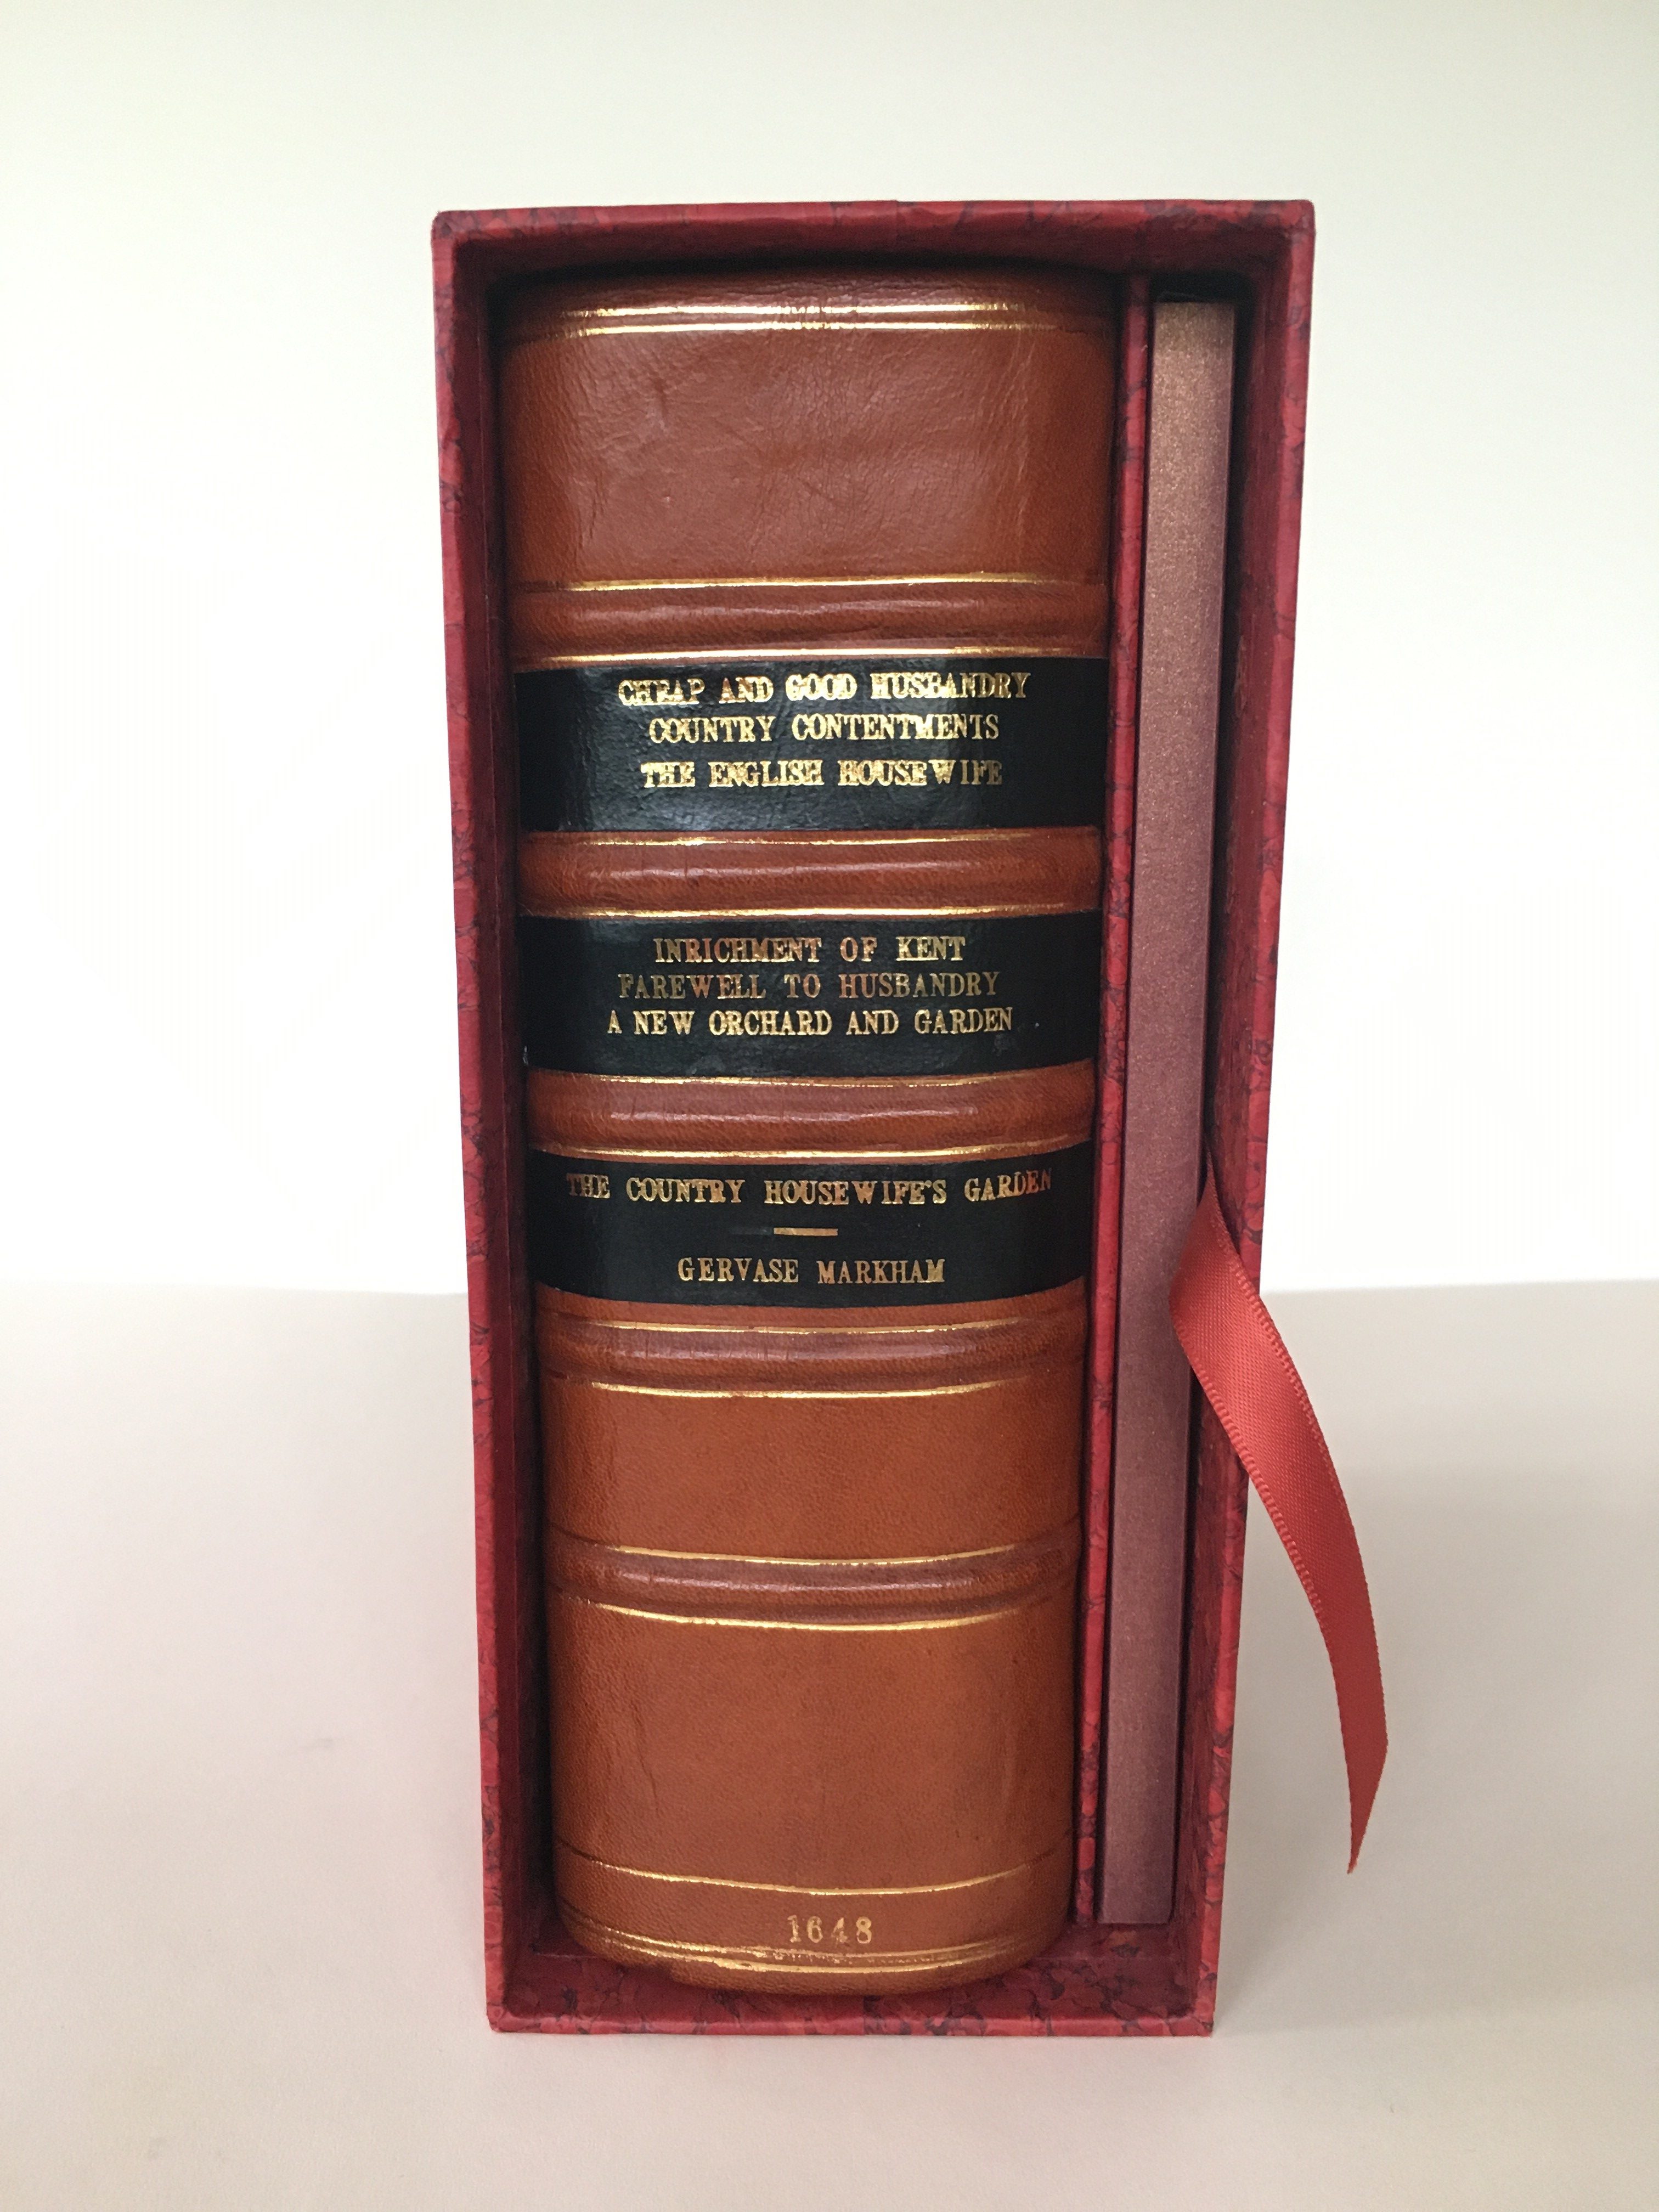 CHEAP AND GOOD HUSBANDRY
COUNTRY CONTENTMENTS
THE ENGLISH HOUSEWIFE
INRICHMENT OF KENT
FAREWELL TO HUSBANDRY
A NEW ORCHARD AND GARDEN
THE COUNTRY HOUSEWIFE'S GARDEN
GERVASE MARKHAM
1648